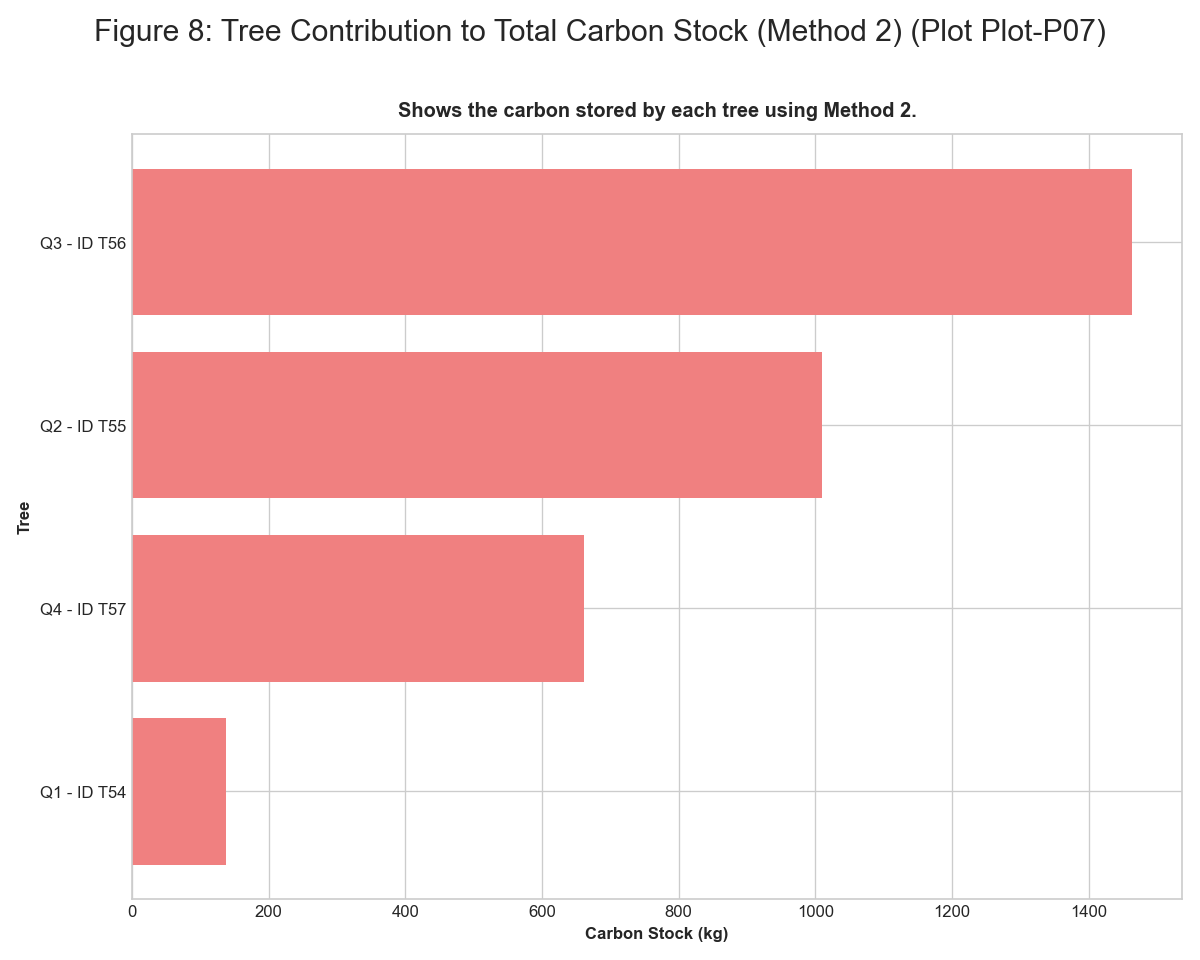 Figure 8: Tree Contribution to Total Carbon Stock (Method 2) (Plot Plot-P07)
Shows the carbon stored by each tree using Method 2.
Tree
Q3 - ID T56
Q2 - ID T55
Q4 - ID T57
Q1 - ID T54
0 200 400 600 800 1000 1200 1400
Carbon Stock (kg)